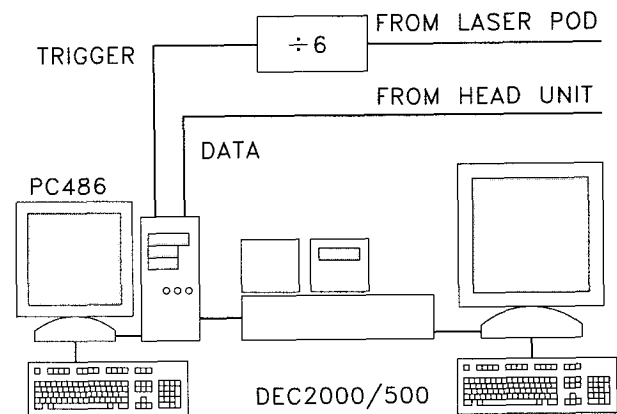 FROM LASER POD
÷6
TRIGGER
FROM HEAD UNIT
DATA
PC486
DEC2000/500